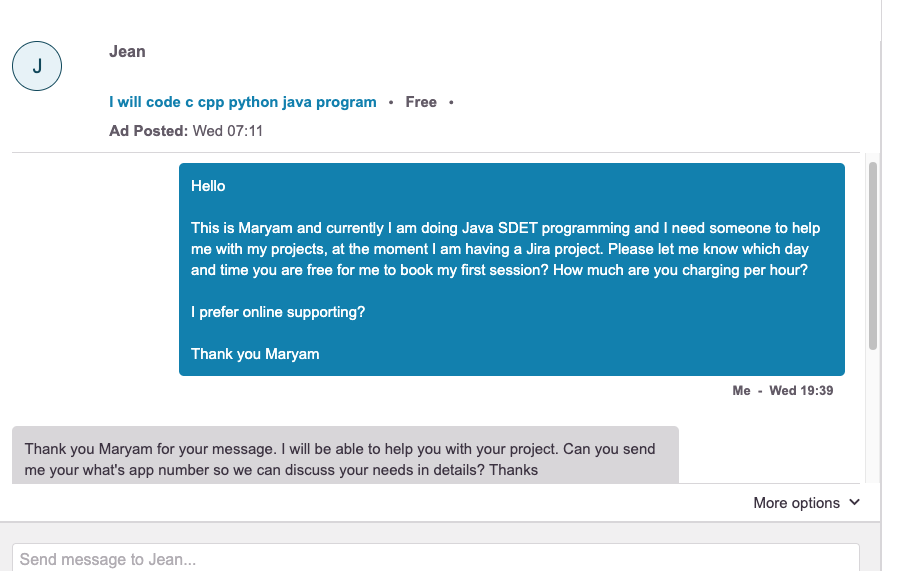 J
Jean
I will code c cpp python java program • Free •
Ad Posted: Wed 07:11
Hello
This is Maryam and currently I am doing Java SDET programming and I need someone to help
me with my projects, at the moment I am having a Jira project. Please let me know which day
and time you are free for me to book my first session? How much are you charging per hour?
I prefer online supporting?
Thank you Maryam
Me - Wed 19:39
Thank you Maryam for your message. I will be able to help you with your project. Can you send
me your what's app number so we can discuss your needs in details? Thanks
More options
Send message to Jean...